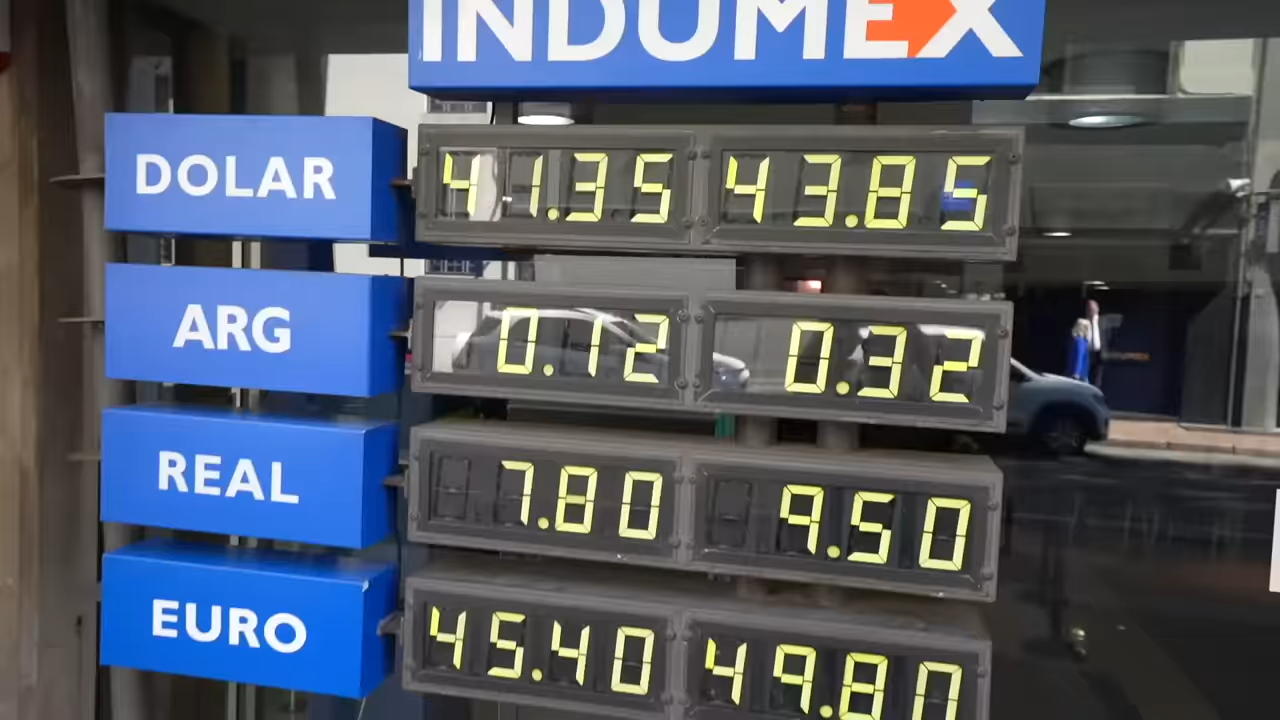 INDUMEX
DOLAR 41.35 43.85
ARG 0.12 0.32
REAL 7.80 9.50
EURO 45.40 49.80